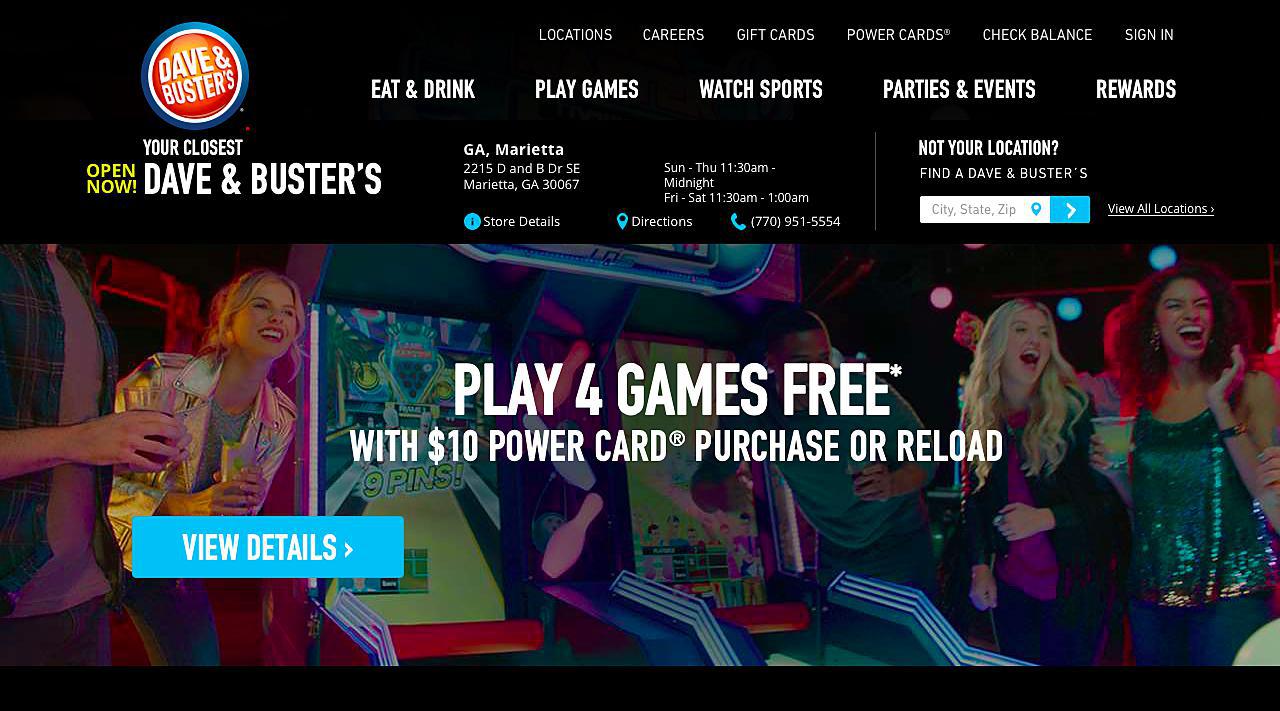 LOCATIONS CAREERS GIFT CARDS POWER CARDS® CHECK BALANCE SIGN IN
DAVE &
BUSTER'S
EAT & DRINK PLAY GAMES WATCH SPORTS PARTIES & EVENTS REWARDS
YOUR CLOSEST
OPEN
NOW!
DAVE & BUSTER'S
GA, Marietta
2215 D and B Dr SE
Marietta, GA 30067
Sun - Thu 11:30am -
Midnight
Fri - Sat 11:30am - 1:00am
Store Details Directions (770) 951-5554
NOT YOUR LOCATION?
FIND A DAVE & BUSTER´S
City, State, Zip
View All Locations ›
PLAY 4 GAMES FREE*
WITH $10 POWER CARD® PURCHASE OR RELOAD
FRAME 1
9 PINS!
VIEW DETAILS ›